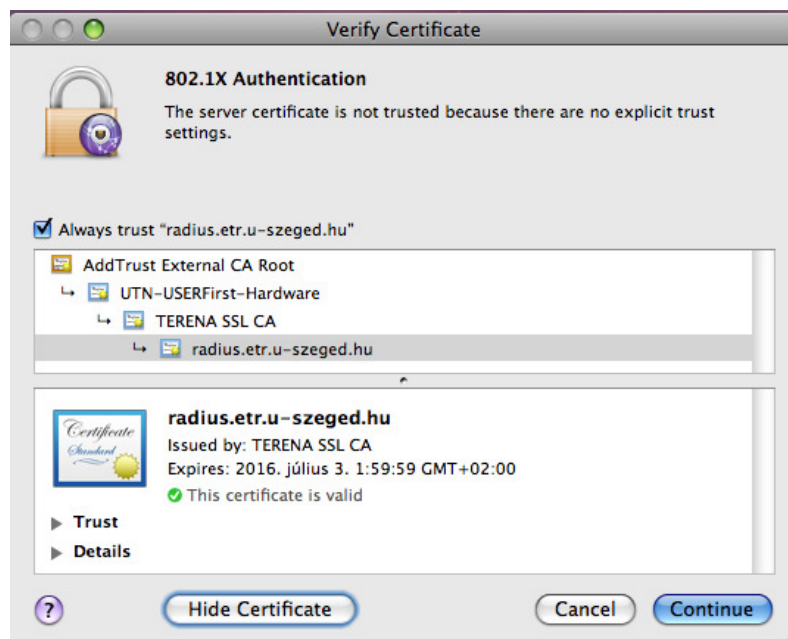 Verify Certificate
802.1X Authentication
The server certificate is not trusted because there are no explicit trust
settings.
Always trust “radius.etr.u-szeged.hu”
AddTrust External CA Root
UTN-USERFirst-Hardware
TERENA SSL CA
radius.etr.u-szeged.hu
Certificate
Standard
radius.etr.u-szeged.hu
Issued by: TERENA SSL CA
Expires: 2016. július 3. 1:59:59 GMT+02:00
This certificate is valid
Trust
Details
? Hide Certificate Cancel Continue